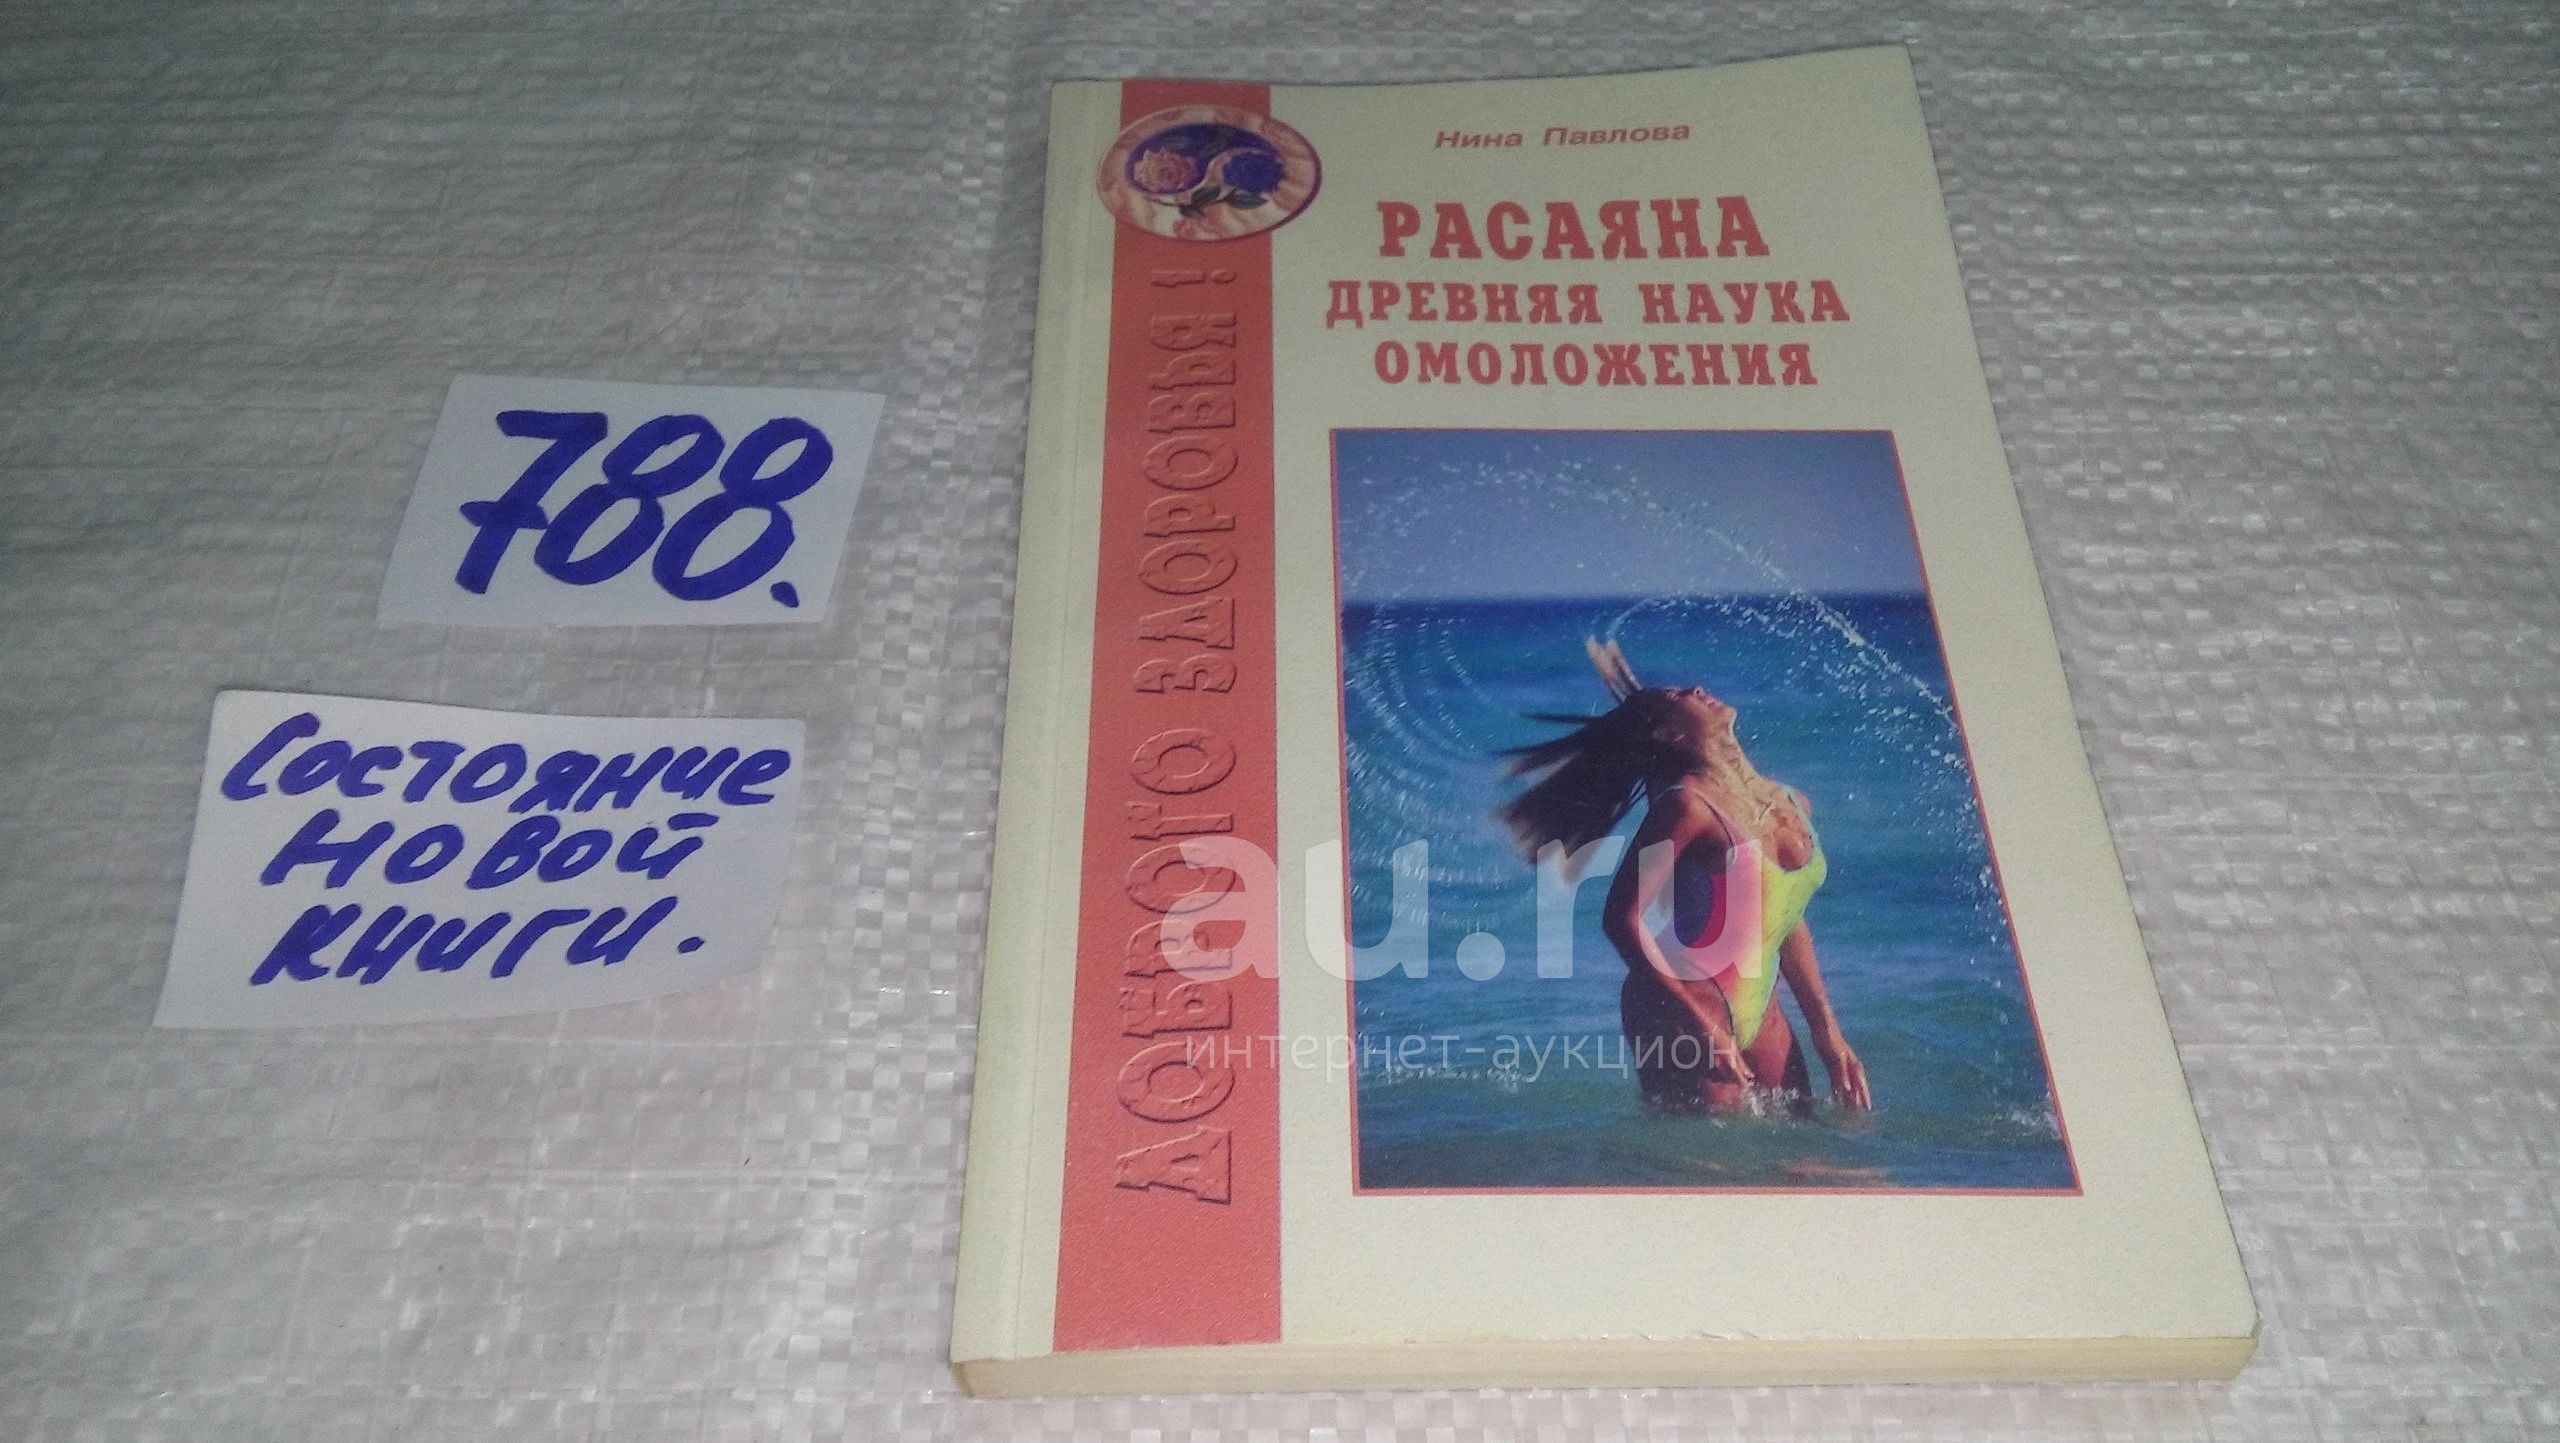 788.
Состояние
новой
книги.
Нина Павлова
РАСАЯНА
ДРЕВНЯЯ НАУКА
ОМОЛОЖЕНИЯ
ДОБРОГО ЗДОРОВЬЯ!
au.ru
интернет-аукцион